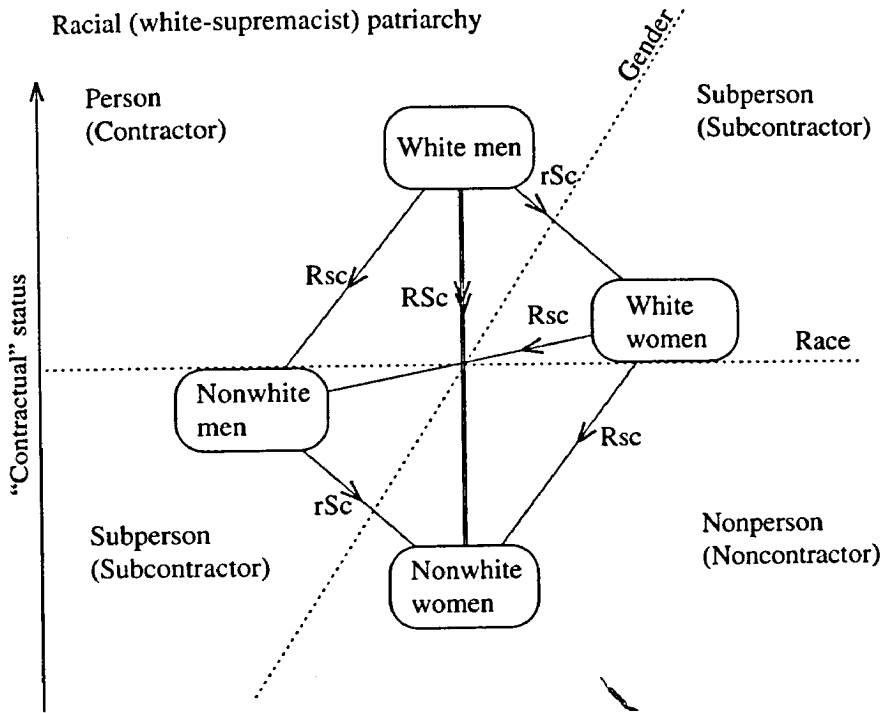 Racial (white-supremacist) patriarchy
Gender
Person
(Contractor)
Subperson
(Subcontractor)
White men
rSc
Rsc
RSc
Rsc
White
women
Race
Nonwhite
men
Rsc
rSc
"Contractual" status
Subperson
(Subcontractor)
Nonwhite
women
Nonperson
(Noncontractor)